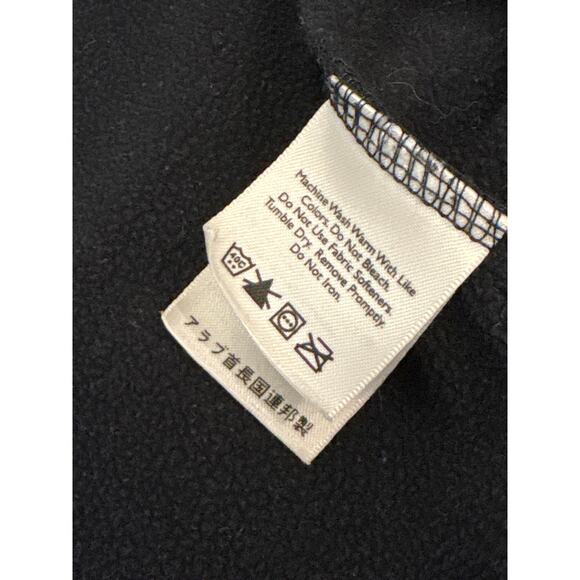 Machine Wash Warm With Like
Colors. Do Not Bleach.
Do Not Use Fabric Softeners.
Tumble Dry. Remove Promptly.
Do Not Iron.
40C
アラブ首長国連邦製